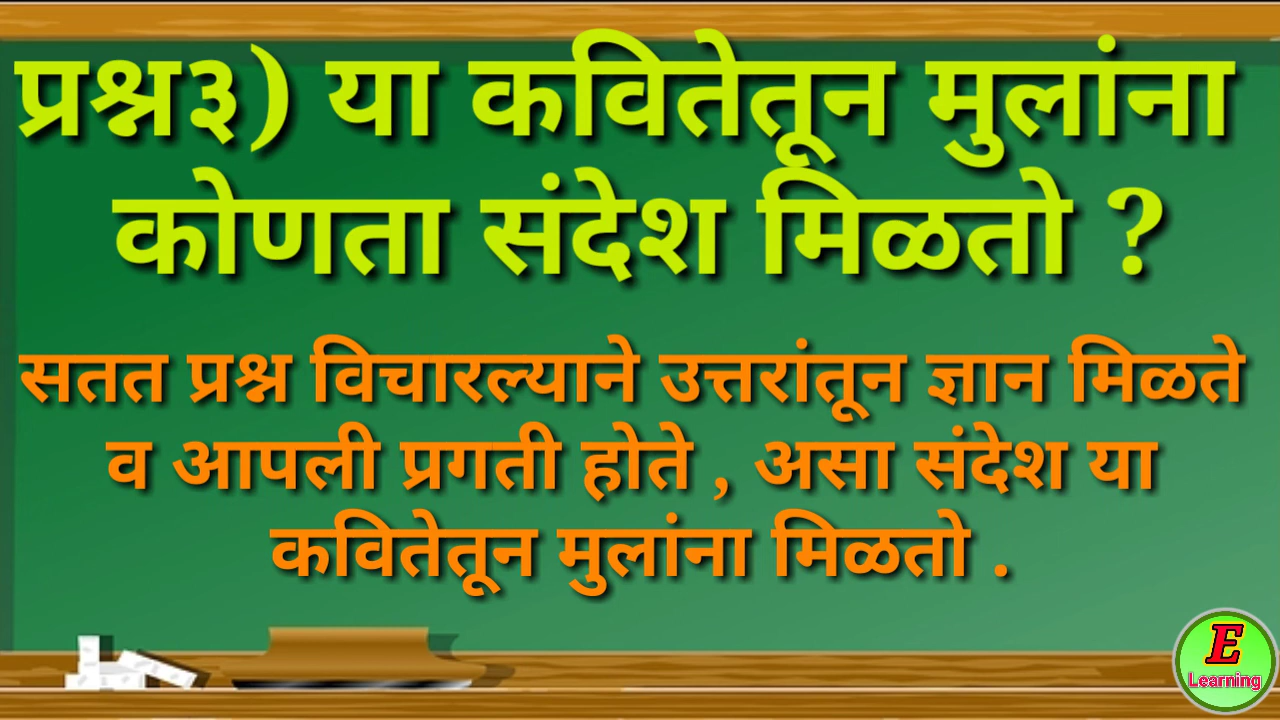 प्रश्न३) या कवितेतून मुलांना
कोणता संदेश मिळतो ?
सतत प्रश्न विचारल्याने उत्तरांतून ज्ञान मिळते
व आपली प्रगती होते , असा संदेश या
कवितेतून मुलांना मिळतो .
E
Learning